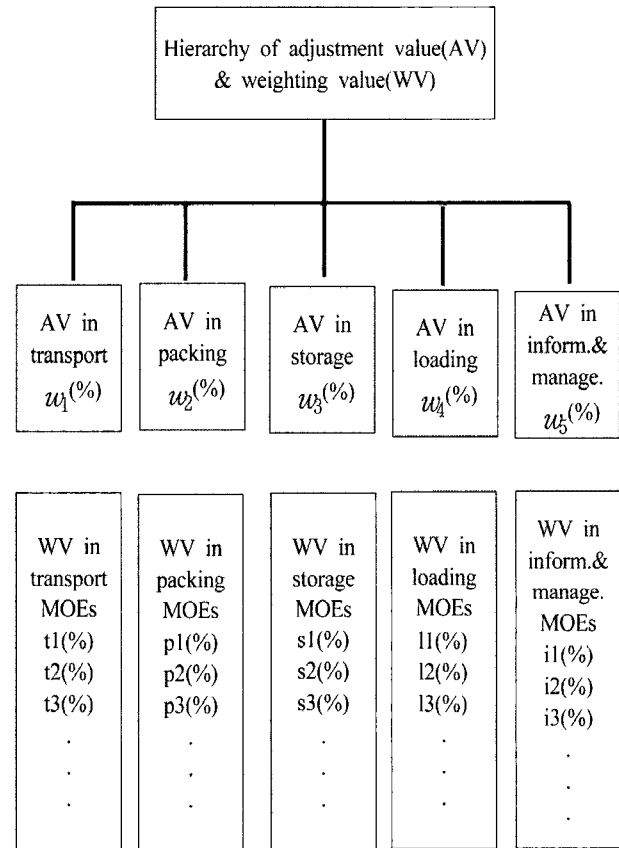 Hierarchy of adjustment value(AV)
& weighting value(WV)
AV in
transport
w1(%)
AV in
packing
w2(%)
AV in
storage
w3(%)
AV in
loading
w4(%)
AV in
inform.&
manage.
w5(%)
WV in
transport
MOEs
t1(%)
t2(%)
t3(%)
.
.
.
WV in
packing
MOEs
p1(%)
p2(%)
p3(%)
.
.
.
WV in
storage
MOEs
s1(%)
s2(%)
s3(%)
.
.
.
WV in
loading
MOEs
l1(%)
l2(%)
l3(%)
.
.
.
WV in
inform.&
manage.
MOEs
i1(%)
i2(%)
i3(%)
.
.
.